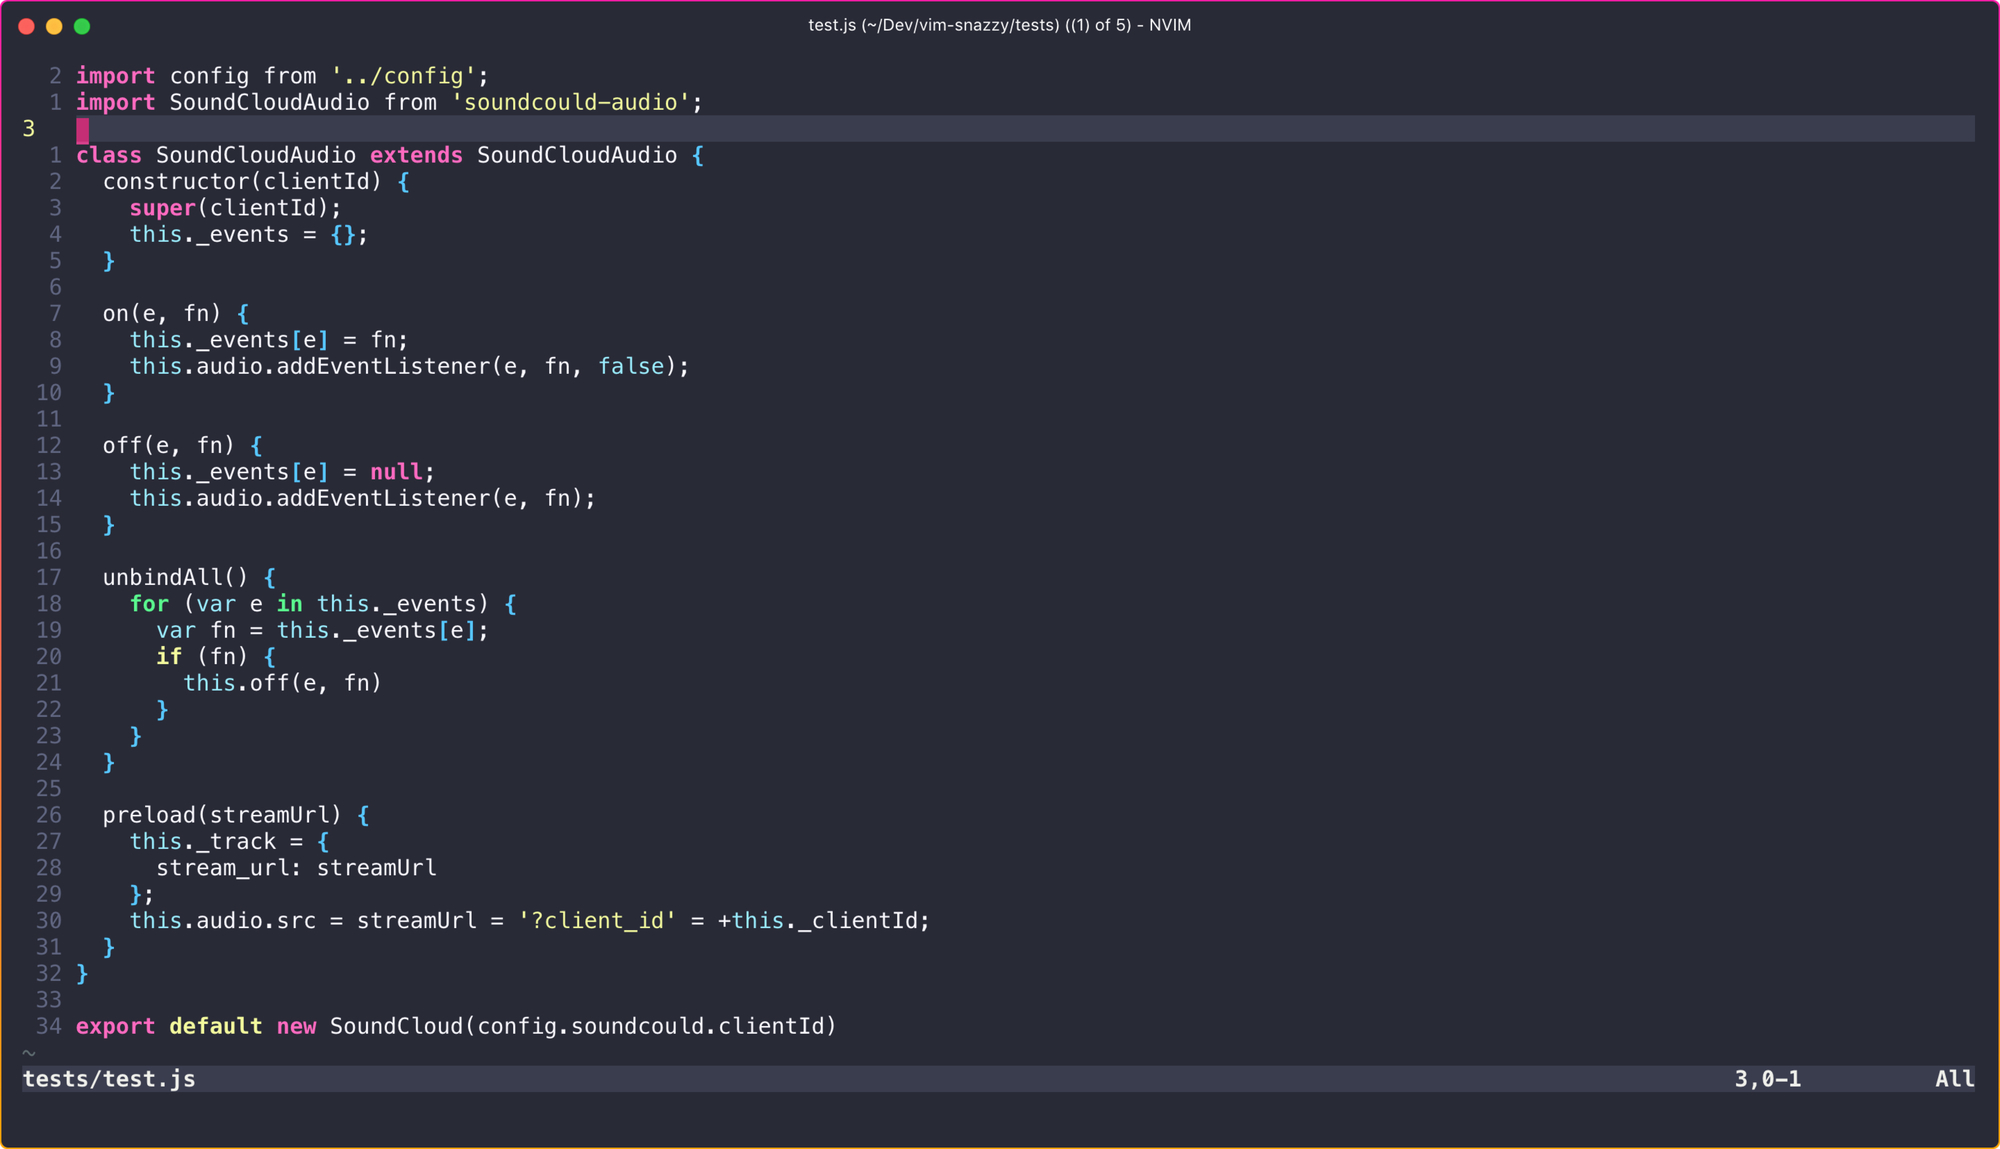 test.js (~/Dev/vim-snazzy/tests) ((1) of 5) - NVIM
2 import config from '../config';
1 import SoundCloudAudio from 'soundcould-audio';
3
1 class SoundCloudAudio extends SoundCloudAudio {
2   constructor(clientId) {
3     super(clientId);
4     this._events = {};
5   }
6
7   on(e, fn) {
8     this._events[e] = fn;
9     this.audio.addEventListener(e, fn, false);
10   }
11
12   off(e, fn) {
13     this._events[e] = null;
14     this.audio.addEventListener(e, fn);
15   }
16
17   unbindAll() {
18     for (var e in this._events) {
19       var fn = this._events[e];
20       if (fn) {
21         this.off(e, fn)
22       }
23     }
24   }
25
26   preload(streamUrl) {
27     this._track = {
28       stream_url: streamUrl
29     };
30     this.audio.src = streamUrl = '?client_id' = +this._clientId;
31   }
32 }
33
34 export default new SoundCloud(config.soundcould.clientId)
~
tests/test.js 3,0-1 All